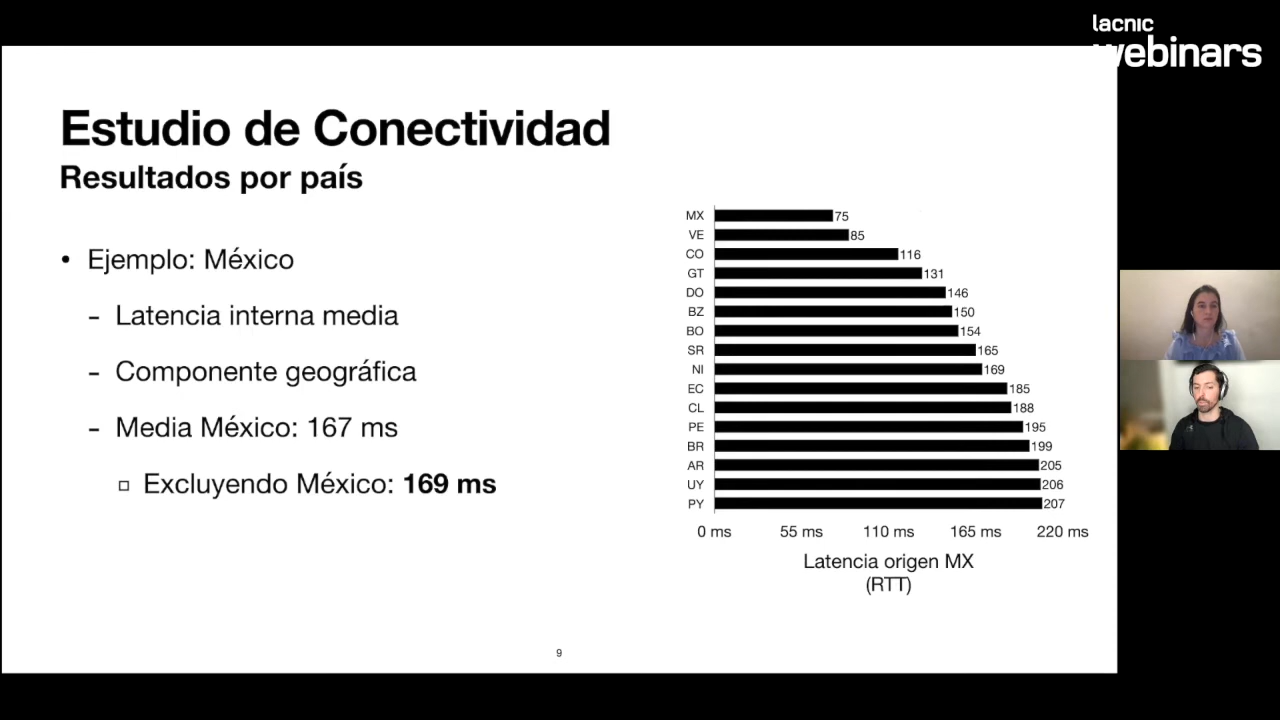 lacnic
webinars
Estudio de Conectividad
Resultados por país
• Ejemplo: México
- Latencia interna media
- Componente geográfica
- Media México: 167 ms
▫ Excluyendo México: 169 ms
MX 75
VE 85
CO 116
GT 131
DO 146
BZ 150
BO 154
SR 165
NI 169
EC 185
CL 188
PE 195
BR 199
AR 205
UY 206
PY 207
0 ms 55 ms 110 ms 165 ms 220 ms
Latencia origen MX
(RTT)
9